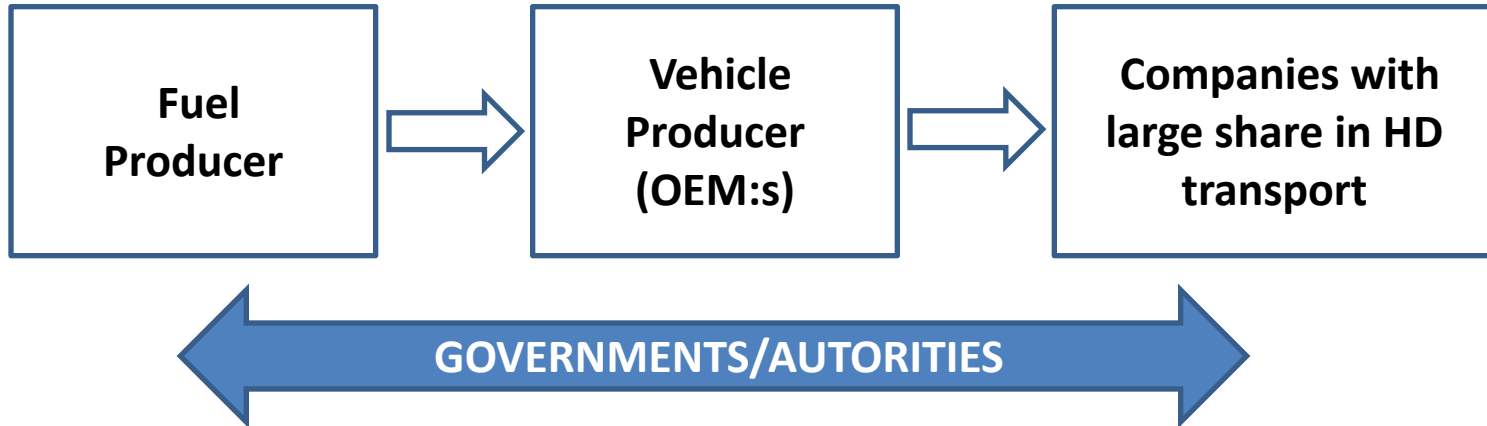 Fuel
Producer
Vehicle
Producer
(OEM:s)
Companies with
large share in HD
transport
GOVERNMENTS/AUTORITIES